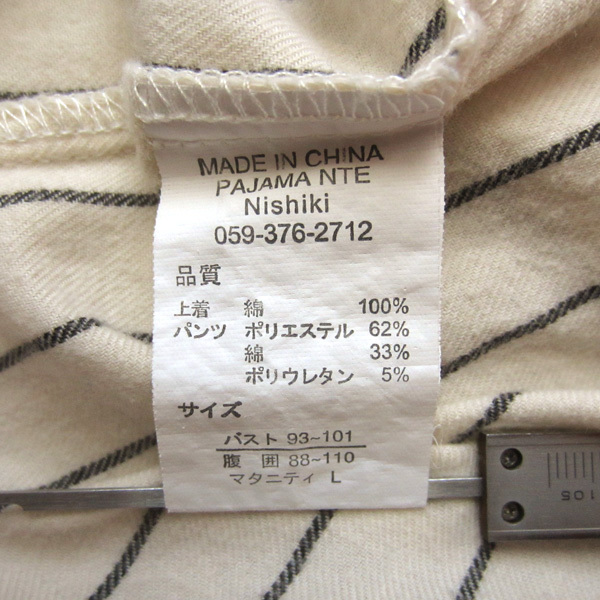 MADE IN CHINA
PAJAMA NTE
Nishiki
059-376-2712
品質
上着 綿 100%
パンツ ポリエステル 62%
綿 33%
ポリウレタン 5%
サイズ
バスト 93~101
腹囲 88~110
マタニティ L
105